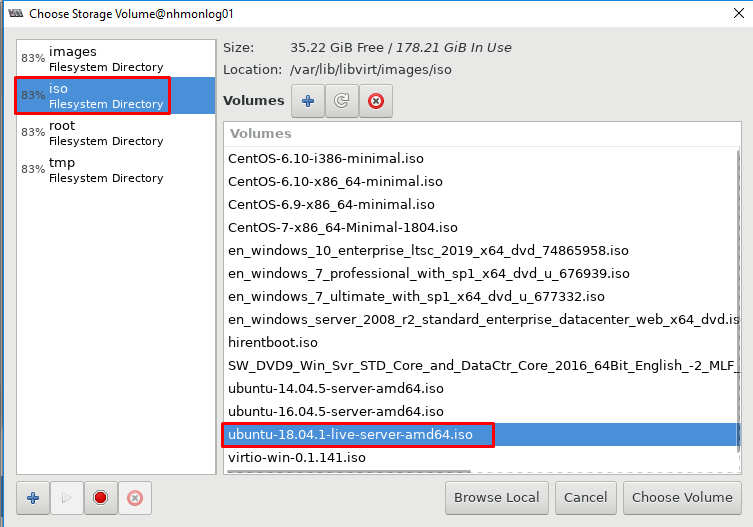 Choose Storage Volume@nhmonlog01
83% images
Filesystem Directory
83% iso
Filesystem Directory
83% root
Filesystem Directory
83% tmp
Filesystem Directory
Size: 35.22 GiB Free / 178.21 GiB In Use
Location: /var/lib/libvirt/images/iso
Volumes
Volumes
CentOS-6.10-i386-minimal.iso
CentOS-6.10-x86_64-minimal.iso
CentOS-6.9-x86_64-minimal.iso
CentOS-7-x86_64-Minimal-1804.iso
en_windows_10_enterprise_ltsc_2019_x64_dvd_74865958.iso
en_windows_7_professional_with_sp1_x64_dvd_u_676939.iso
en_windows_7_ultimate_with_sp1_x64_dvd_u_677332.iso
en_windows_server_2008_r2_standard_enterprise_datacenter_web_x64_dvd.is
hirentboot.iso
SW_DVD9_Win_Svr_STD_Core_and_DataCtr_Core_2016_64Bit_English_-2_MLF_
ubuntu-14.04.5-server-amd64.iso
ubuntu-16.04.5-server-amd64.iso
ubuntu-18.04.1-live-server-amd64.iso
virtio-win-0.1.141.iso
Browse Local Cancel Choose Volume